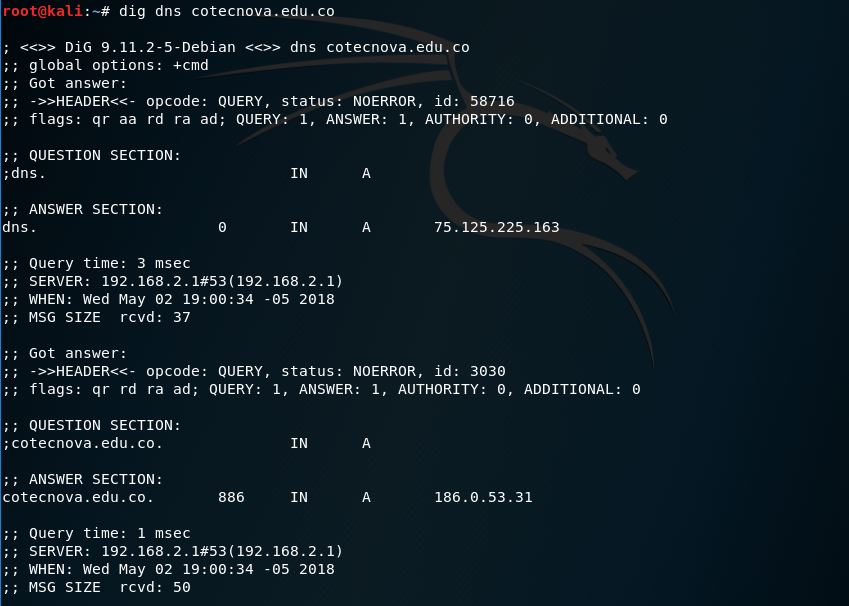 root@kali:~# dig dns cotecnova.edu.co

; <<>> DiG 9.11.2-5-Debian <<>> dns cotecnova.edu.co
;; global options: +cmd
;; Got answer:
;; ->>HEADER<<- opcode: QUERY, status: NOERROR, id: 58716
;; flags: qr aa rd ra ad; QUERY: 1, ANSWER: 1, AUTHORITY: 0, ADDITIONAL: 0

;; QUESTION SECTION:
;dns.				IN	A

;; ANSWER SECTION:
dns.			0	IN	A	75.125.225.163

;; Query time: 3 msec
;; SERVER: 192.168.2.1#53(192.168.2.1)
;; WHEN: Wed May 02 19:00:34 -05 2018
;; MSG SIZE  rcvd: 37

;; Got answer:
;; ->>HEADER<<- opcode: QUERY, status: NOERROR, id: 3030
;; flags: qr rd ra ad; QUERY: 1, ANSWER: 1, AUTHORITY: 0, ADDITIONAL: 0

;; QUESTION SECTION:
;cotecnova.edu.co.		IN	A

;; ANSWER SECTION:
cotecnova.edu.co.	886	IN	A	186.0.53.31

;; Query time: 1 msec
;; SERVER: 192.168.2.1#53(192.168.2.1)
;; WHEN: Wed May 02 19:00:34 -05 2018
;; MSG SIZE  rcvd: 50